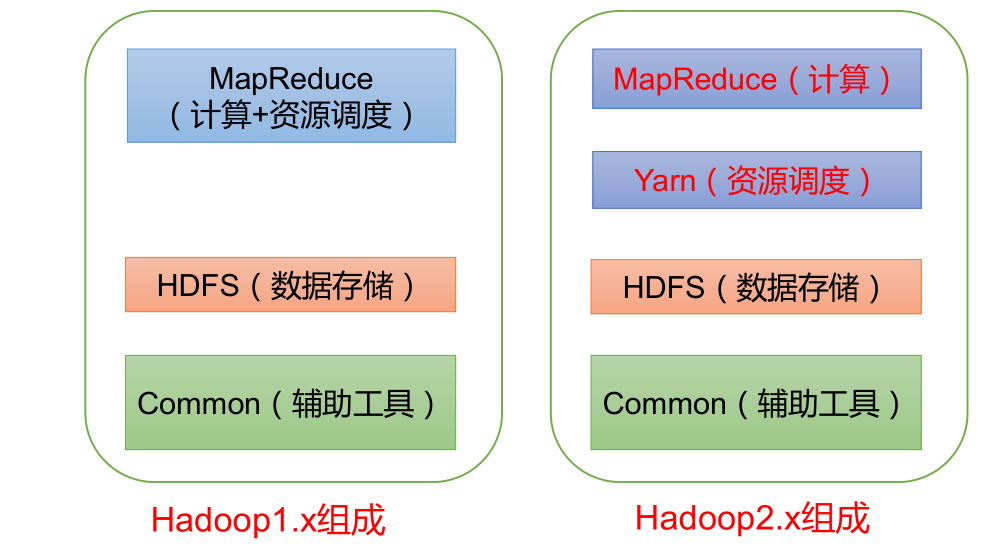 MapReduce
（计算+资源调度）
HDFS（数据存储）
Common（辅助工具）
Hadoop1.x组成
MapReduce（计算）
Yarn（资源调度）
HDFS（数据存储）
Common（辅助工具）
Hadoop2.x组成